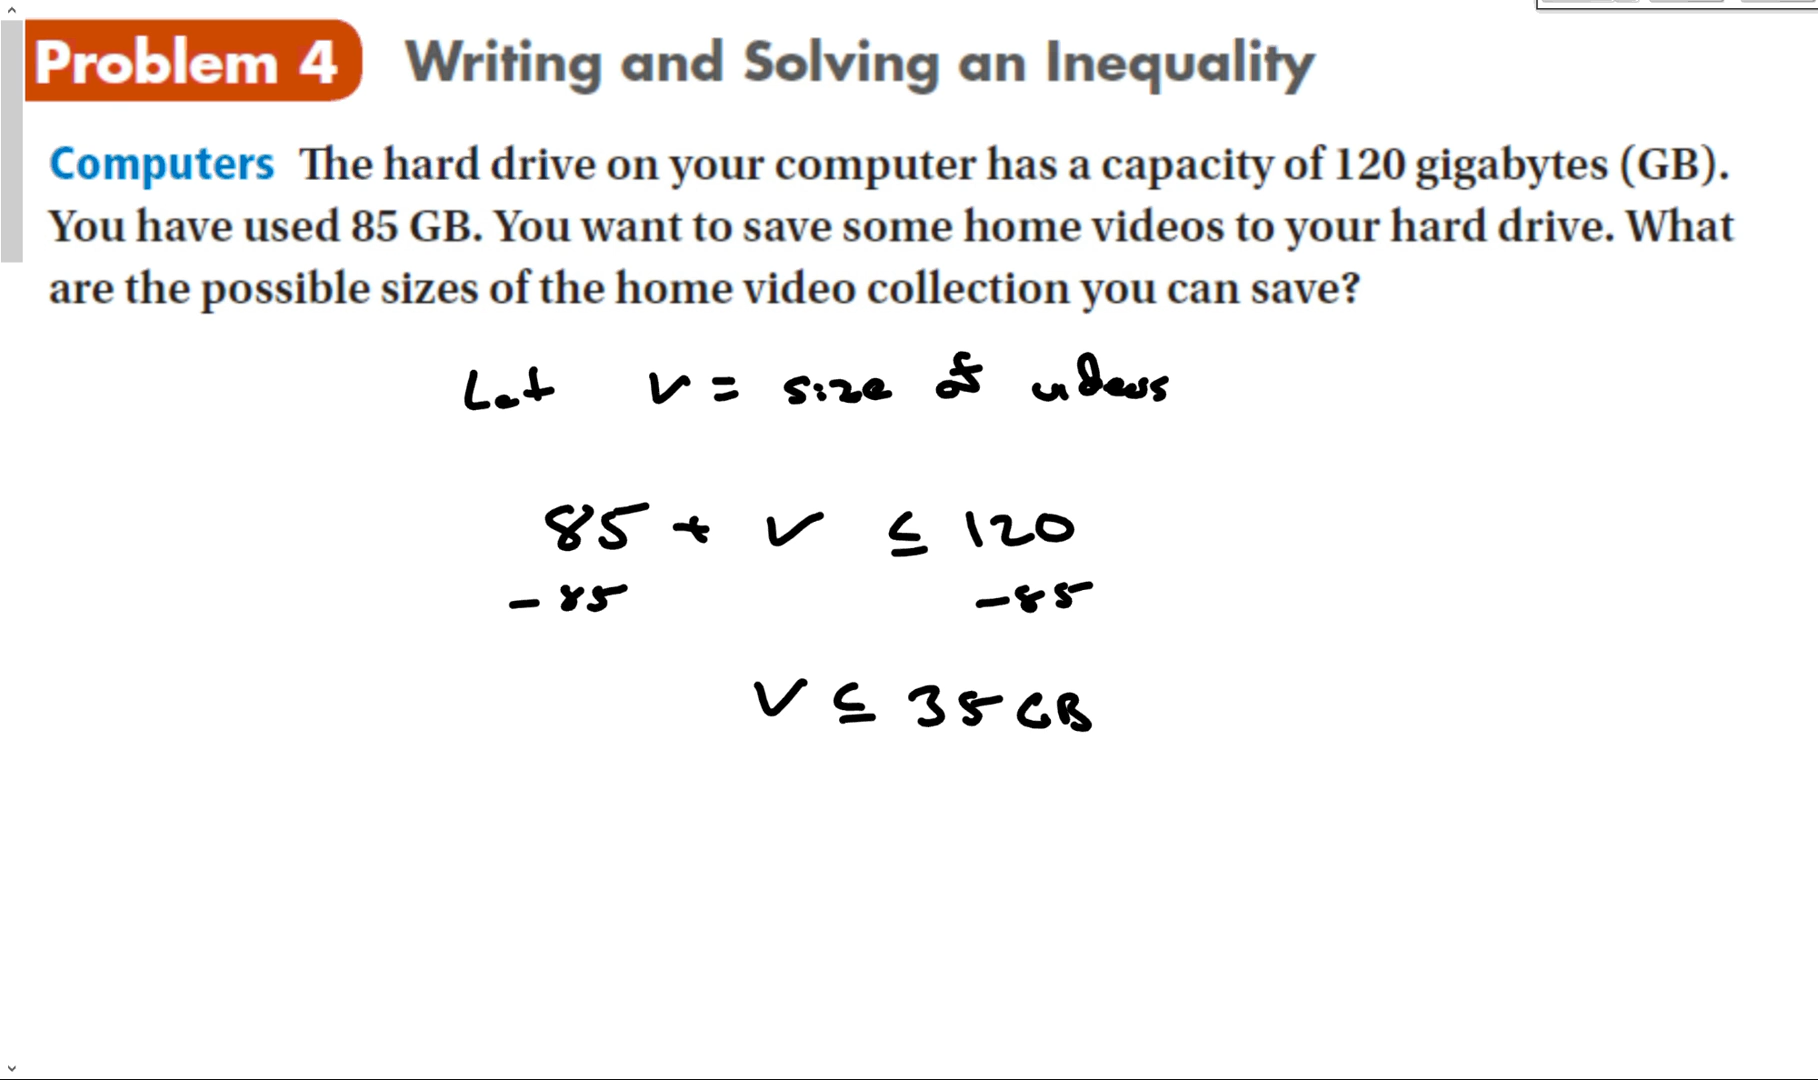 Problem 4 Writing and Solving an Inequality
Computers The hard drive on your computer has a capacity of 120 gigabytes (GB).
You have used 85 GB. You want to save some home videos to your hard drive. What
are the possible sizes of the home video collection you can save?
Let v = size of videos
85 + v ≤ 120
-85 -85
v ≤ 35 GB